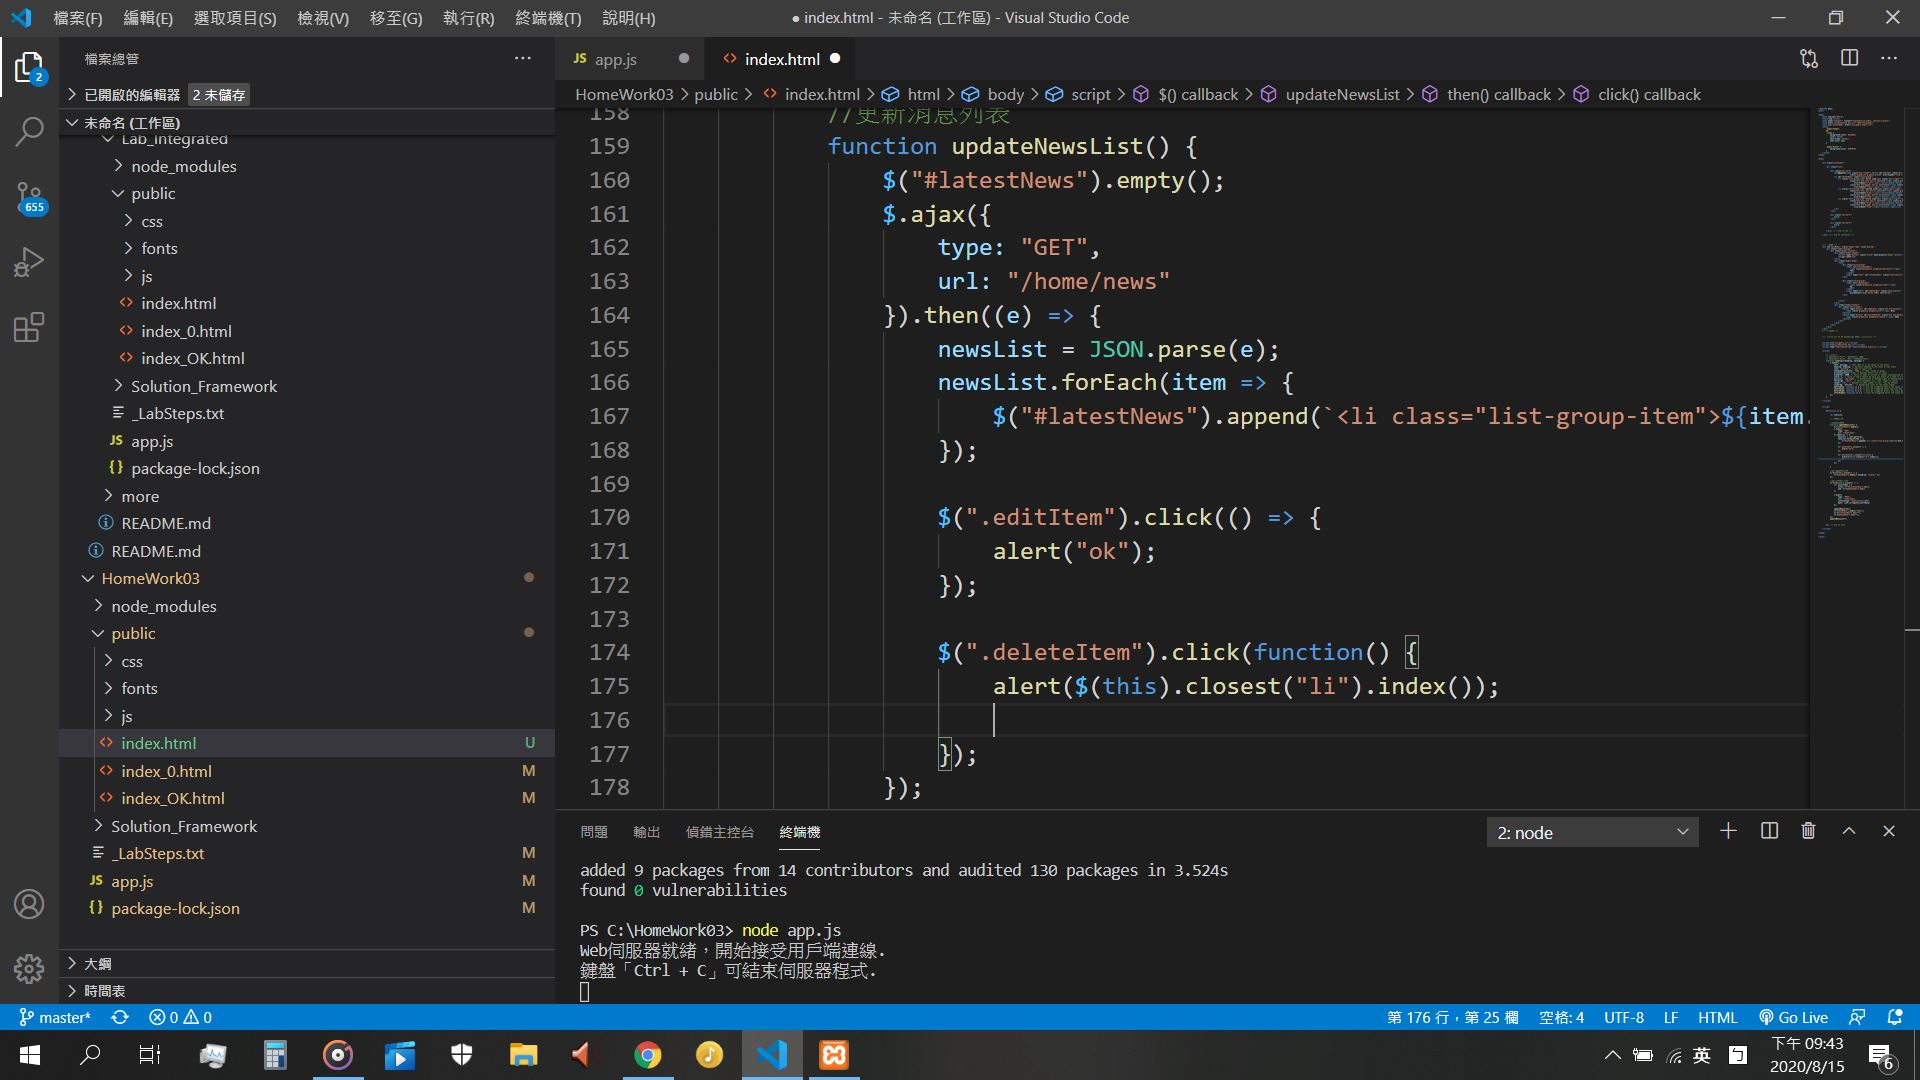 檔案(F) 編輯(E) 選取項目(S) 檢視(V) 移至(G) 執行(R) 終端機(T) 說明(H) ● index.html - 未命名 (工作區) - Visual Studio Code
檔案總管
已開啟的編輯器 2 未儲存
未命名 (工作區)
Lab_Integrated
node_modules
public
css
fonts
js
index.html
index_0.html
index_OK.html
Solution_Framework
_LabSteps.txt
JS app.js
{} package-lock.json
more
README.md
README.md
HomeWork03
node_modules
public
css
fonts
js
index.html U
index_0.html M
index_OK.html M
Solution_Framework
_LabSteps.txt M
JS app.js M
{} package-lock.json M
大綱
時間表
2
655
JS app.js ● <> index.html ●
HomeWork03 > public > <> index.html > html > body > script > $() callback > updateNewsList > then() callback > click() callback
158 //更新消息列表
159 function updateNewsList() {
160 $("#latestNews").empty();
161 $.ajax({
162 type: "GET",
163 url: "/home/news"
164 }).then((e) => {
165 newsList = JSON.parse(e);
166 newsList.forEach(item => {
167 $("#latestNews").append(`<li class="list-group-item">${item.
168 });
169
170 $(".editItem").click(() => {
171 alert("ok");
172 });
173
174 $(".deleteItem").click(function() {
175 alert($(this).closest("li").index());
176
177 });
178 });
問題 輸出 偵錯主控台 終端機 2: node
added 9 packages from 14 contributors and audited 130 packages in 3.524s
found 0 vulnerabilities
PS C:\HomeWork03> node app.js
Web伺服器就緒，開始接受用戶端連線.
鍵盤「Ctrl + C」可結束伺服器程式.
master* 0 0 第 176 行，第 25 欄 空格: 4 UTF-8 LF HTML Go Live
英 下午 09:43
2020/8/15
6